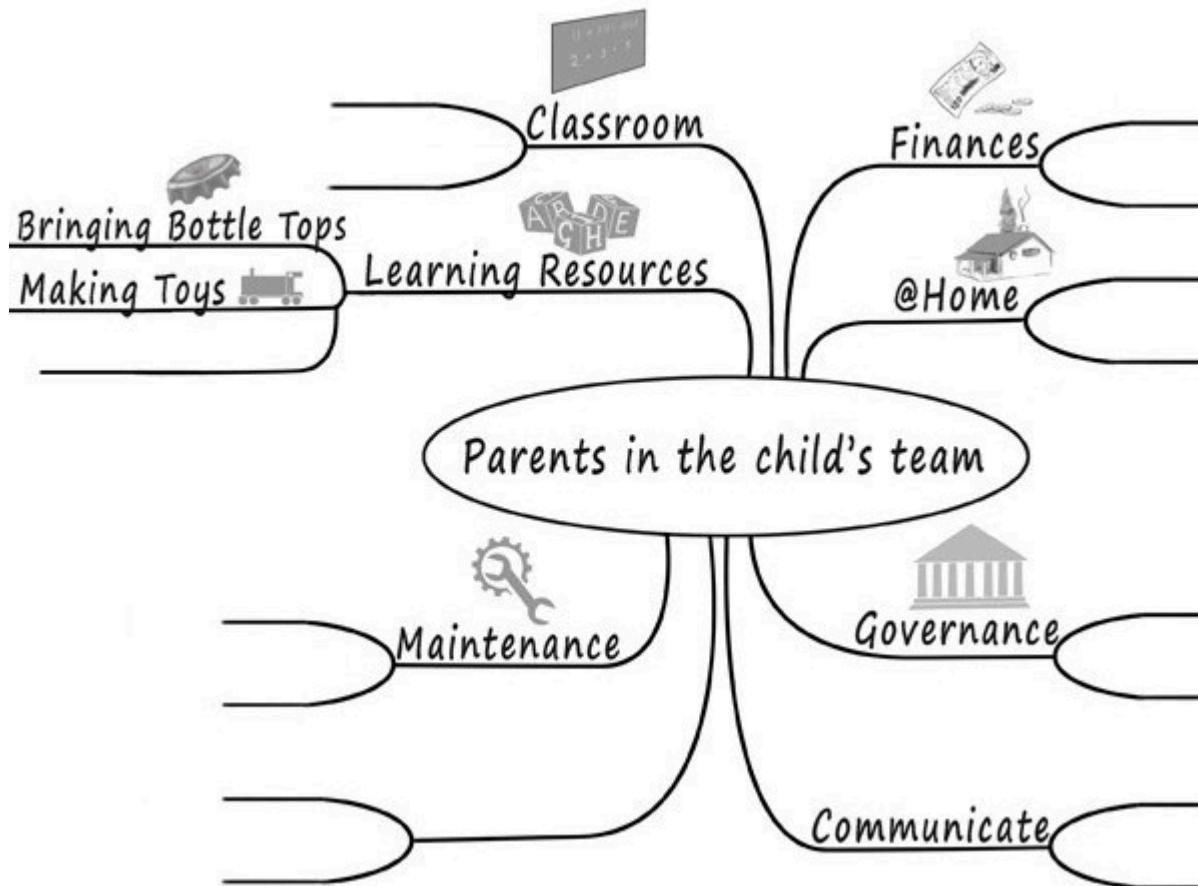 Classroom
Finances
Bringing Bottle Tops
Making Toys
Learning Resources
@Home
Parents in the child's team
Maintenance
Governance
Communicate